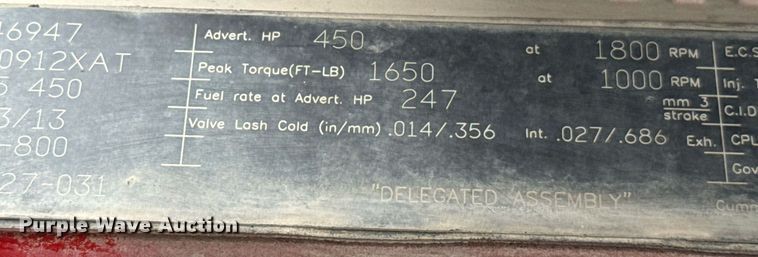 46947 Advert. HP 450 at 1800 RPM E.C.S
0912XAT Peak Torque(FT-LB) 1650 at 1000 RPM Inj.
450 Fuel rate at Advert. HP 247 mm 3 stroke C.I.D
3/13 Valve Lash Cold (in/mm) .014/.356 Int. .027/.686 Exh. CPL
-800 Gov
27-031 "DELEGATED ASSEMBLY" Cumm
Purple Wave Auction